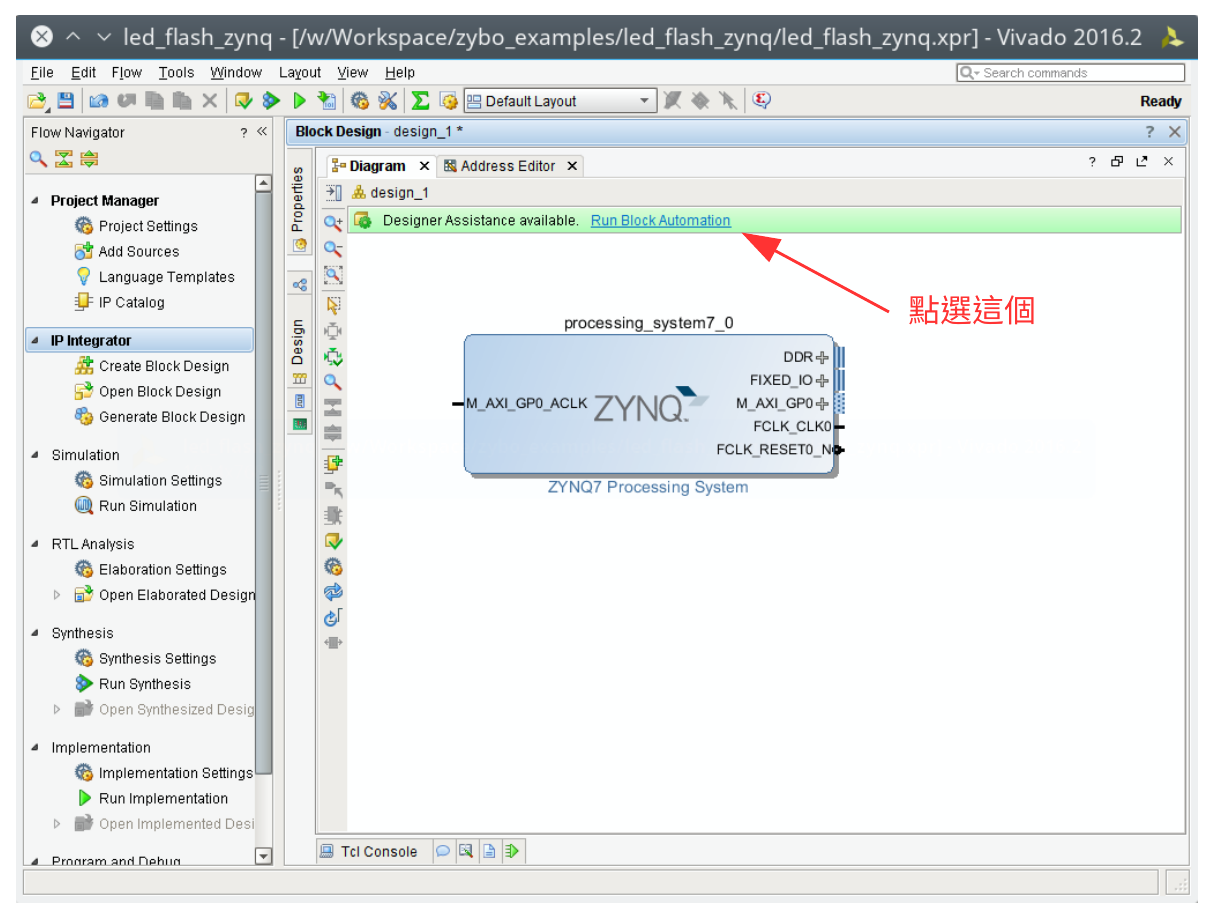 led_flash_zynq - [/w/Workspace/zybo_examples/led_flash_zynq/led_flash_zynq.xpr] - Vivado 2016.2
File Edit Flow Tools Window Layout View Help
Search commands
Default Layout
Ready
Flow Navigator
Block Design - design_1 *
Diagram
Address Editor
design_1
Designer Assistance available. Run Block Automation
點選這個
Properties
Design
Project Manager
Project Settings
Add Sources
Language Templates
IP Catalog
IP Integrator
Create Block Design
Open Block Design
Generate Block Design
Simulation
Simulation Settings
Run Simulation
RTL Analysis
Elaboration Settings
Open Elaborated Design
Synthesis
Synthesis Settings
Run Synthesis
Open Synthesized Desig
Implementation
Implementation Settings
Run Implementation
Open Implemented Desi
Program and Debug
processing_system7_0
M_AXI_GP0_ACLK
ZYNQ
DDR
FIXED_IO
M_AXI_GP0
FCLK_CLK0
FCLK_RESET0_N
ZYNQ7 Processing System
Tcl Console